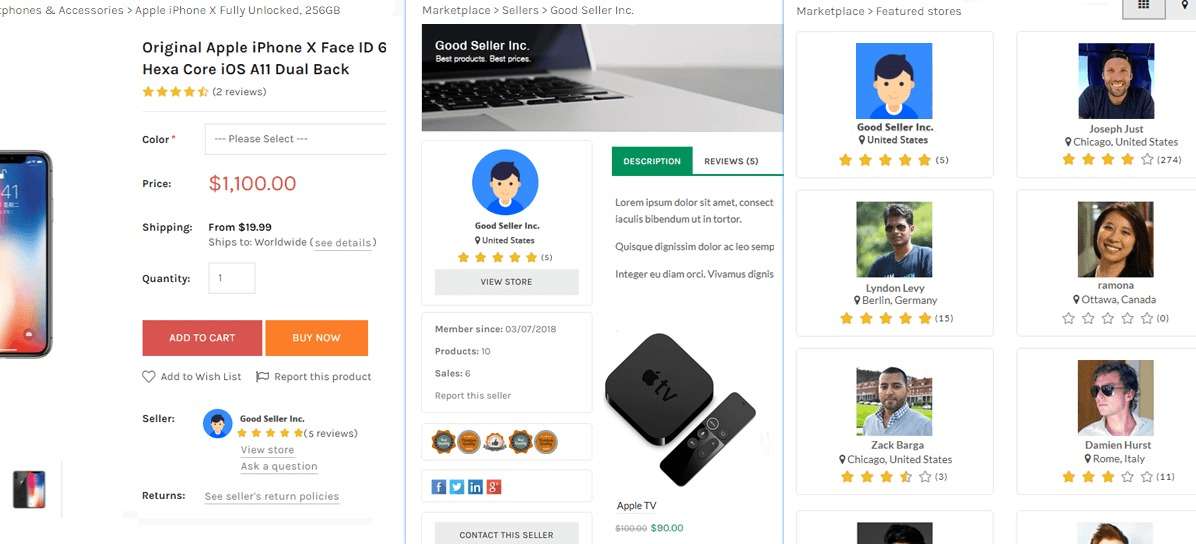 tphones & Accessories > Apple iPhone X Fully Unlocked, 256GB
Original Apple iPhone X Face ID 6
Hexa Core iOS A11 Dual Back
(2 reviews)
Color *
--- Please Select ---
Price:
$1,100.00
Shipping:
From $19.99
Ships to: Worldwide (see details)
Quantity:
1
ADD TO CART
BUY NOW
Add to Wish List
Report this product
Seller:
Good Seller Inc.
(5 reviews)
View store
Ask a question
Returns:
See seller's return policies
Marketplace > Sellers > Good Seller Inc.
Good Seller Inc.
Best products. Best prices.
Good Seller Inc.
United States
(5)
VIEW STORE
Member since: 03/07/2018
Products: 10
Sales: 6
Report this seller
CONTACT THIS SELLER
DESCRIPTION
REVIEWS (5)
Lorem ipsum dolor sit amet, consect
iaculis bibendum ut in tortor.
Quisque dignissim dolor ac leo semp
Integer eu diam orci. Vivamus dignis
tv
Apple TV
$100.00 $90.00
Marketplace > Featured stores
Good Seller Inc.
United States
(5)
Joseph Just
Chicago, United States
(274)
Lyndon Levy
Berlin, Germany
(15)
ramona
Ottawa, Canada
(0)
Zack Barga
Chicago, United States
(3)
Damien Hurst
Rome, Italy
(11)